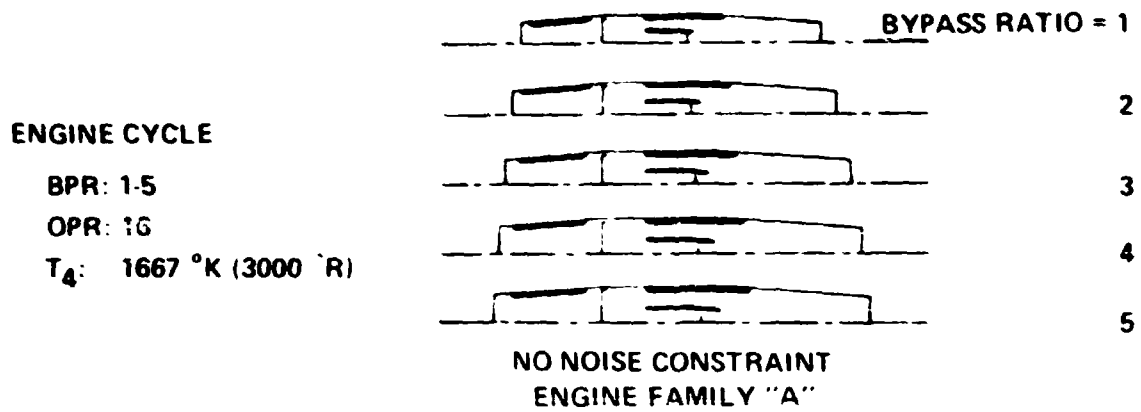 BYPASS RATIO = 1
2
3
4
5
ENGINE CYCLE
BPR: 1-5
OPR: 16
T4: 1667 °K (3000 °R)
NO NOISE CONSTRAINT
ENGINE FAMILY "A"